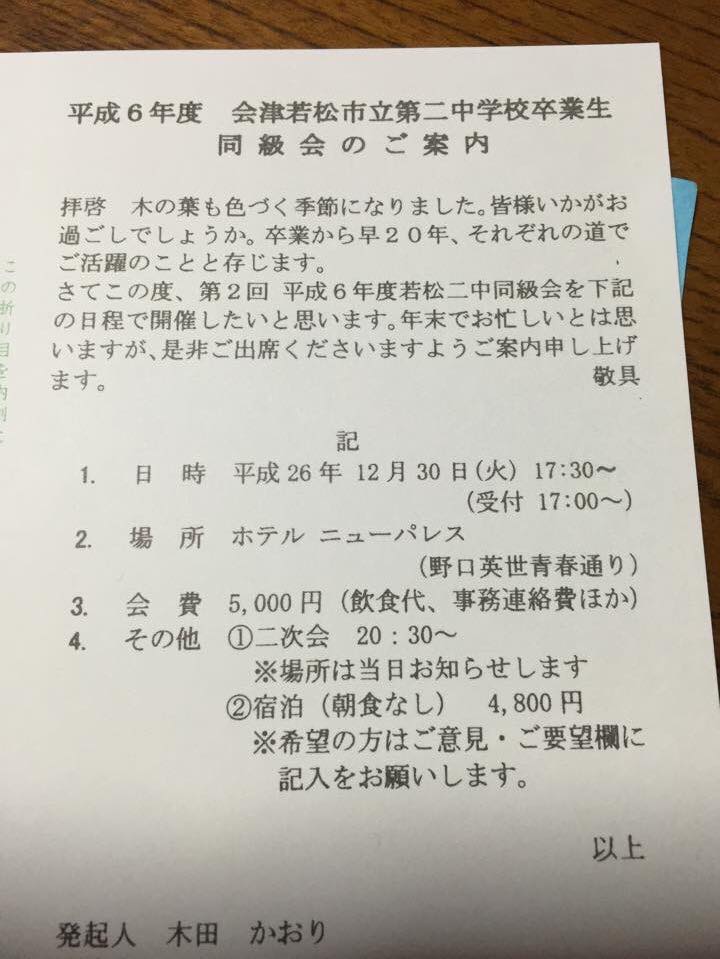 平成6年度　会津若松市立第二中学校卒業生
同級会のご案内
拝啓　木の葉も色づく季節になりました。皆様いかがお
過ごしでしょうか。卒業から早20年、それぞれの道で
ご活躍のことと存じます。
さてこの度、第2回 平成6年度若松二中同級会を下記
の日程で開催したいと思います。年末でお忙しいとは思
いますが、是非ご出席くださいますようご案内申し上げ
ます。　敬具
記
1.　日　時　平成26年 12月30日(火) 17:30～
(受付 17:00～)
2.　場　所　ホテル ニューパレス
(野口英世青春通り)
3.　会　費　5,000円（飲食代、事務連絡費ほか）
4.　その他　①二次会　20：30～
※場所は当日お知らせします
②宿泊（朝食なし）　4,800円
※希望の方はご意見・ご要望欄に
記入をお願いします。
以上
発起人　木田　かおり
この折り目を内側に